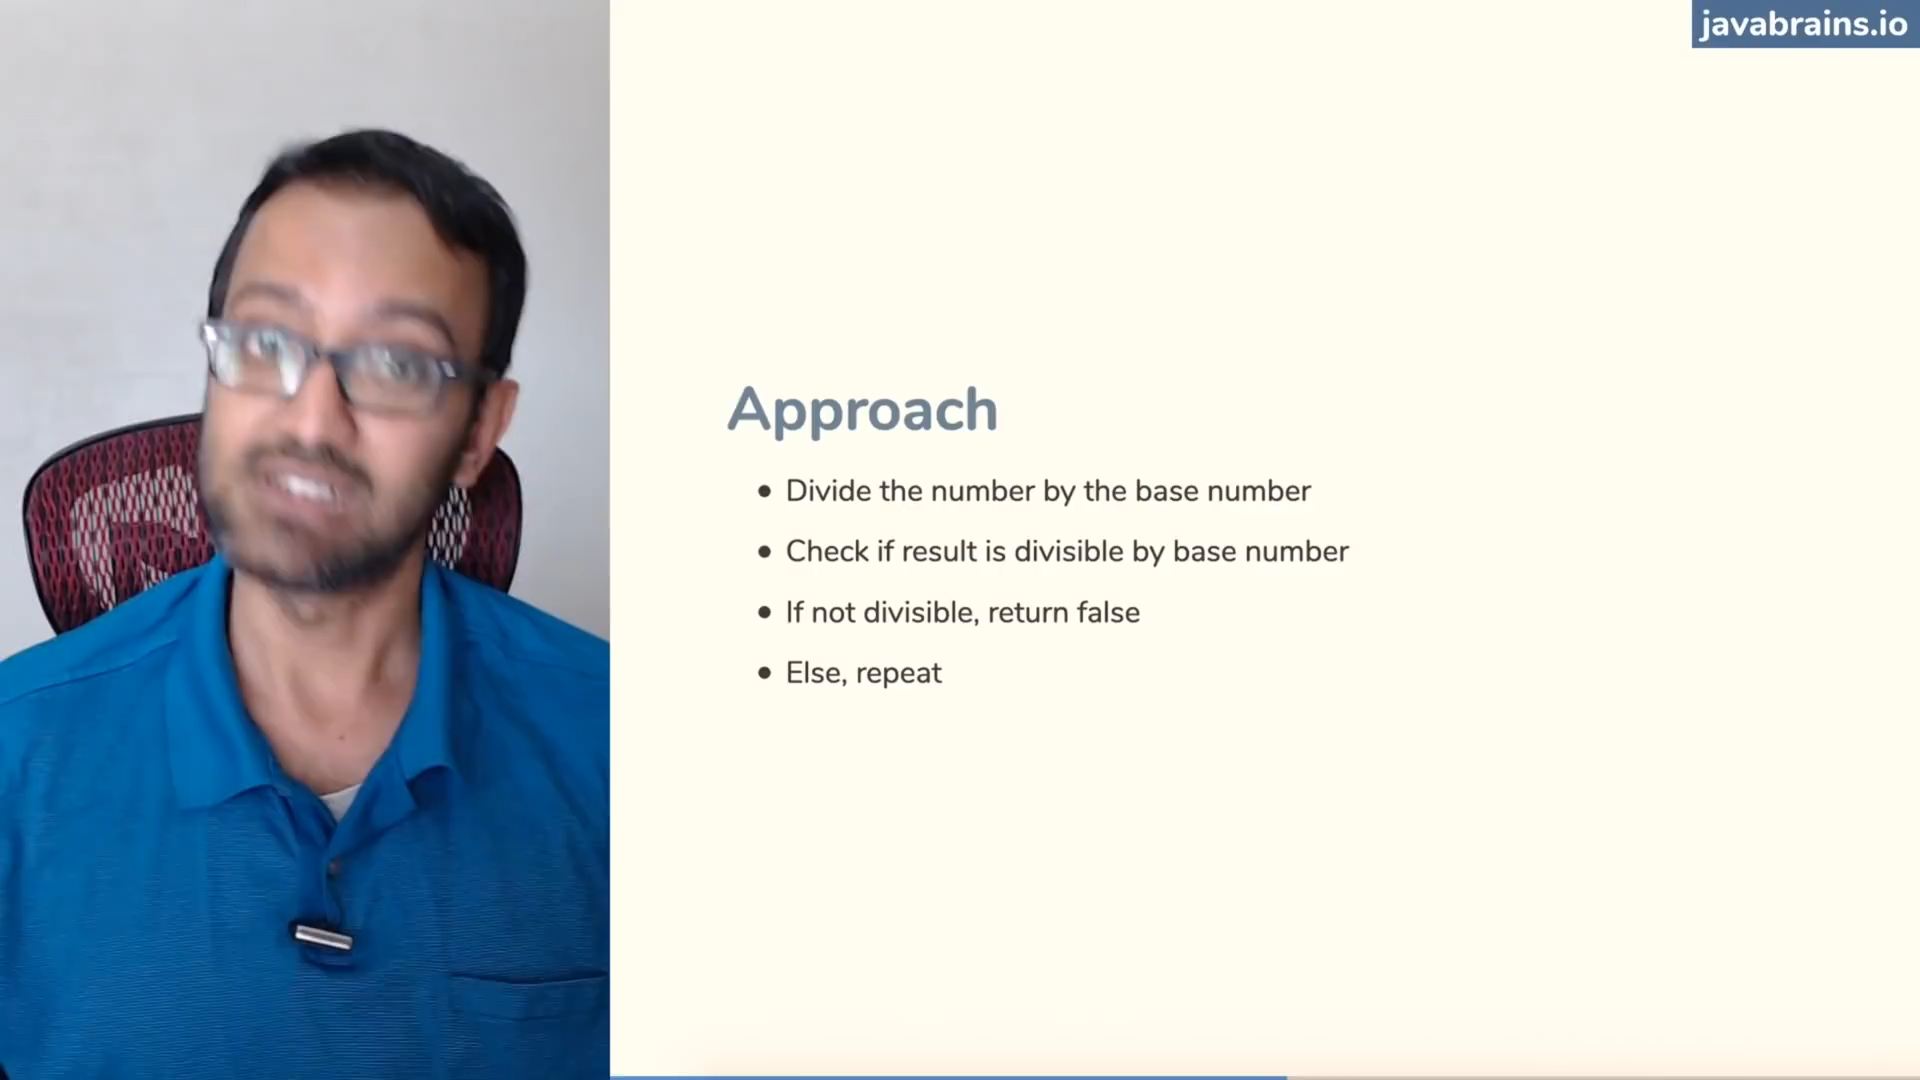 javabrains.io
Approach
• Divide the number by the base number
• Check if result is divisible by base number
• If not divisible, return false
• Else, repeat